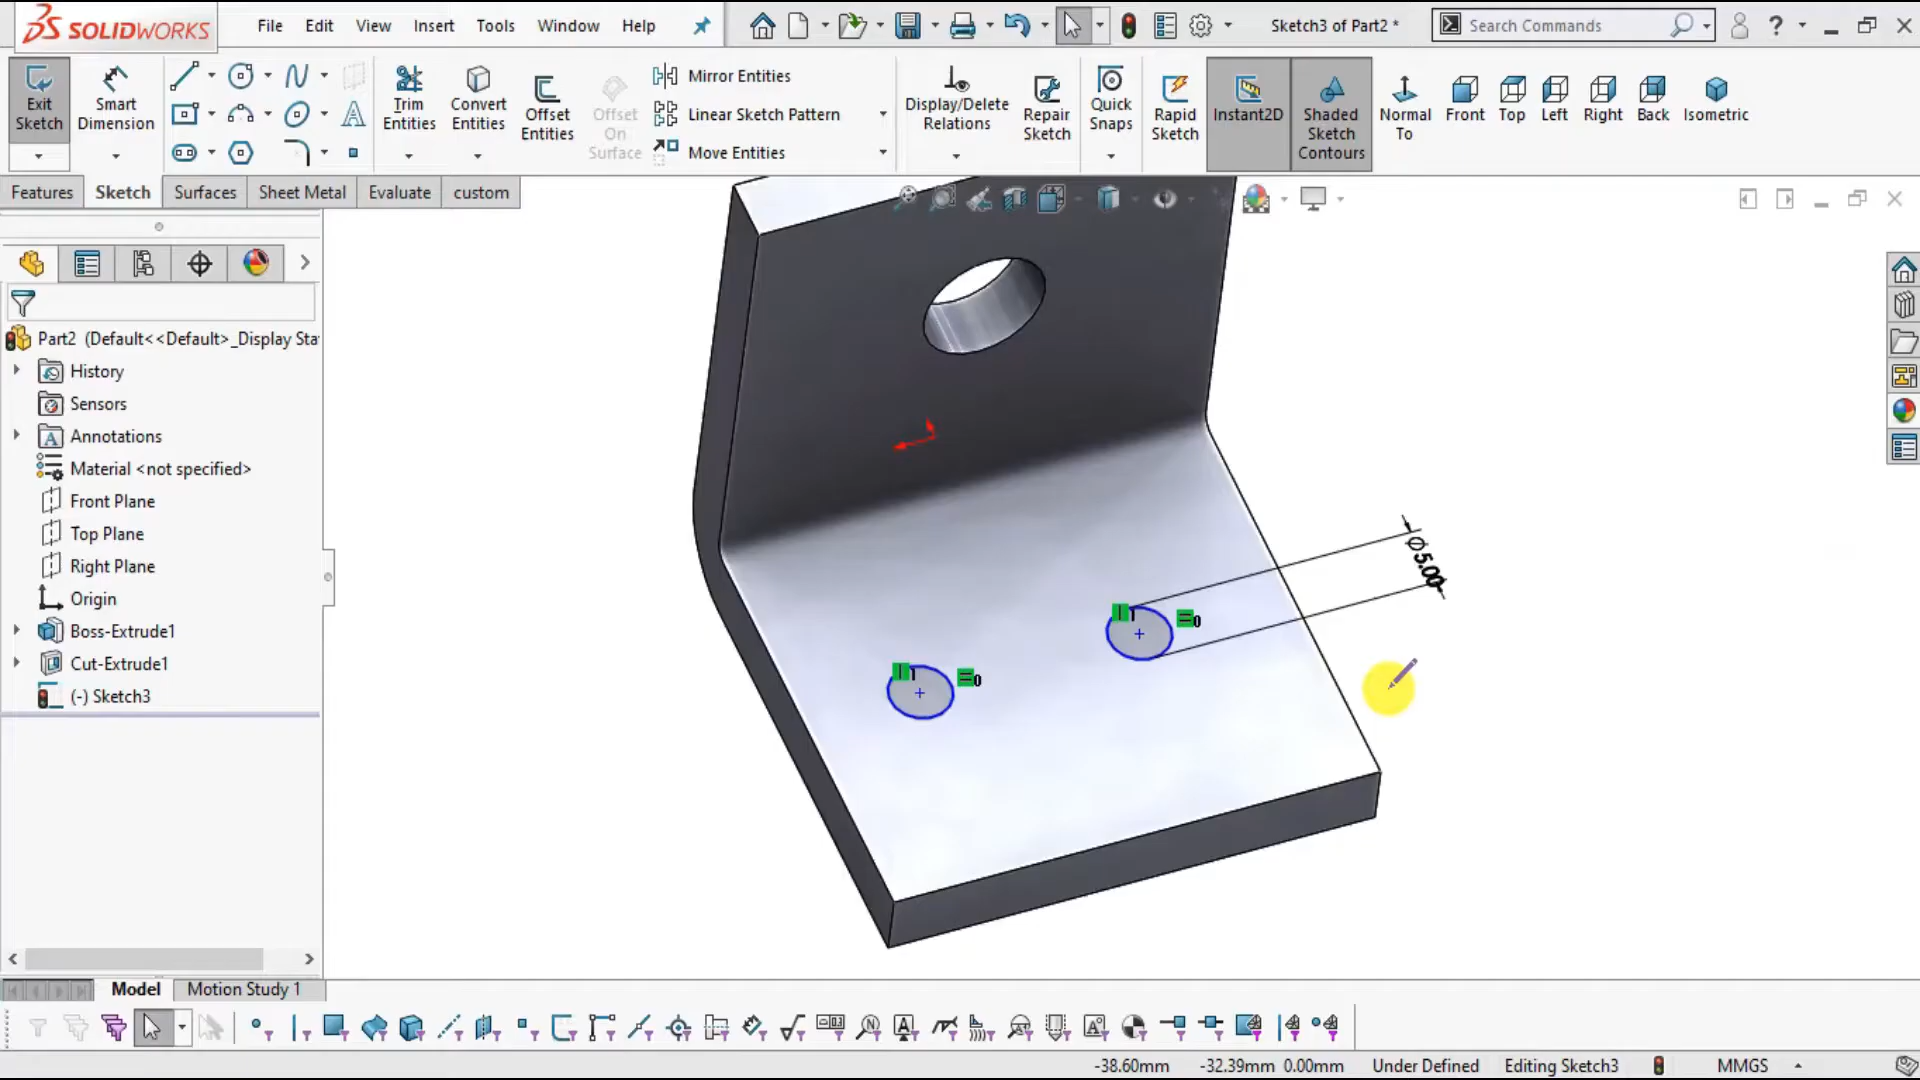 SOLIDWORKS File Edit View Insert Tools Window Help Sketch3 of Part2 * Search Commands ?
Exit Sketch Smart Dimension Trim Entities Convert Entities Offset Entities Offset On Surface Mirror Entities Linear Sketch Pattern Move Entities Display/Delete Relations Repair Sketch Quick Snaps Rapid Sketch Instant2D Shaded Sketch Contours Normal To Front Top Left Right Back Isometric
Features Sketch Surfaces Sheet Metal Evaluate custom
Part2 (Default<<Default>_Display Sta
History
Sensors
Annotations
Material <not specified>
Front Plane
Top Plane
Right Plane
Origin
Boss-Extrude1
Cut-Extrude1
(-) Sketch3
∅5.00
1 0
1 0
Model Motion Study 1
-38.60mm -32.39mm 0.00mm Under Defined Editing Sketch3 MMGS